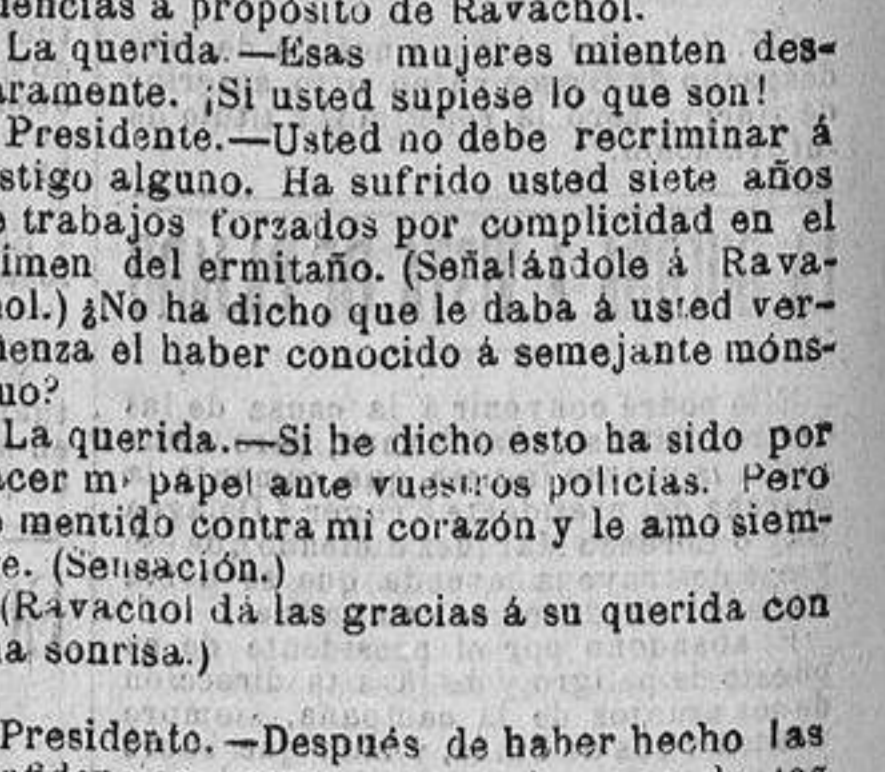 dencias á propósito de Ravachol.
La querida.—Esas mujeres mienten des-
aramente. ¡Si usted supiese lo que son!
Presidente.—Usted no debe recriminar á
stigo alguno. Ha sufrido usted siete años
trabajos forzados por complicidad en el
imen del ermitaño. (Señalándole á Rava-
ol.) ¿No ha dicho que le daba á usted ver-
enza el haber conocido á semejante móns-
uo?
La querida.—Si he dicho esto ha sido por
cer mi papel ante vuestros policías. Pero
mentido contra mi corazón y le amo siem-
e. (Sensación.)
(Ravachol dá las gracias á su querida con
a sonrisa.)
Presidente.—Después de haber hecho las